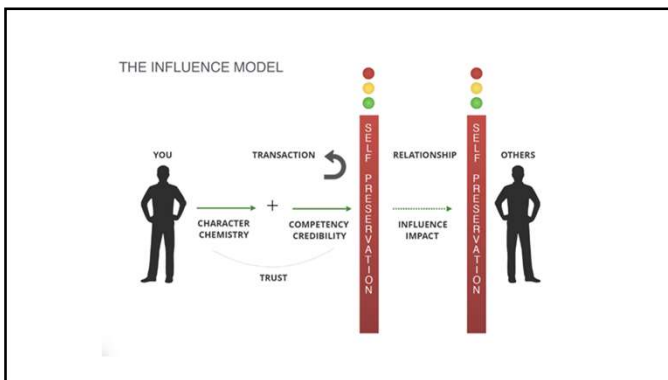 THE INFLUENCE MODEL
YOU
TRANSACTION
RELATIONSHIP
OTHERS
SELF PRESERVATION
SELF PRESERVATION
+
CHARACTER
CHEMISTRY
COMPETENCY
CREDIBILITY
INFLUENCE
IMPACT
TRUST